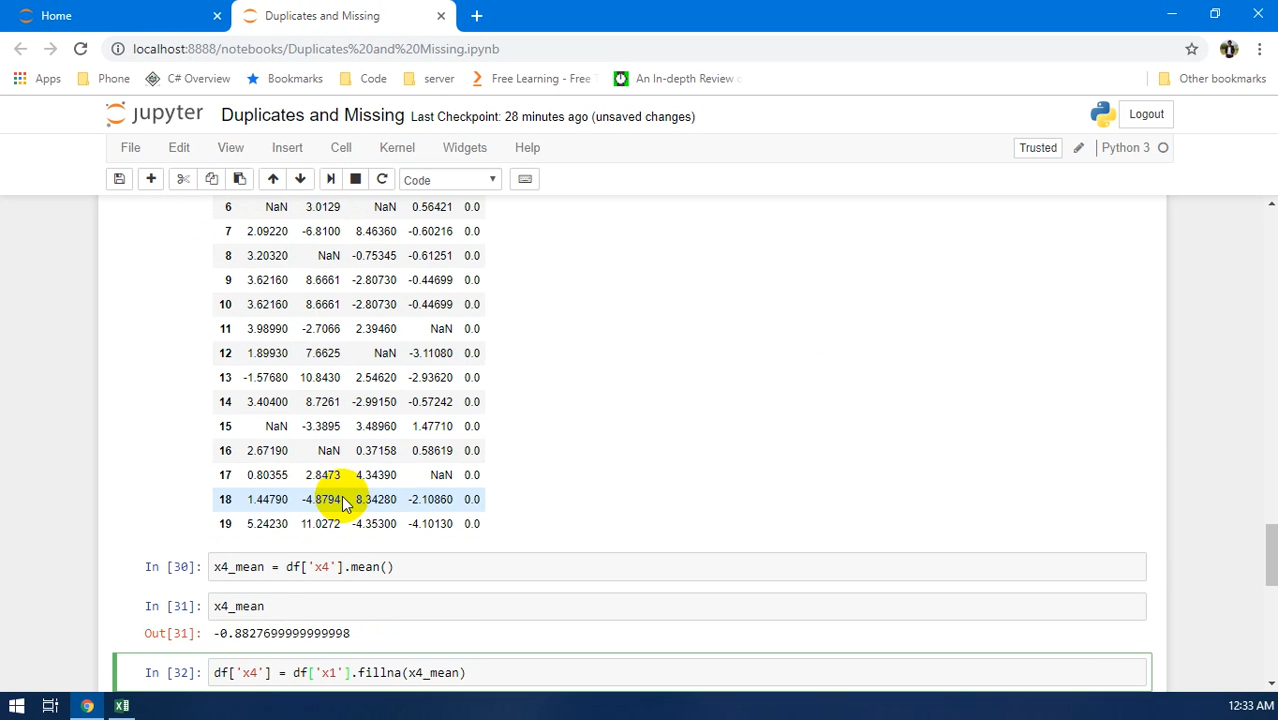 Home
Duplicates and Missing
localhost:8888/notebooks/Duplicates%20and%20Missing.ipynb
Apps Phone C# Overview Bookmarks Code server Free Learning - Free An In-depth Review Other bookmarks
jupyter Duplicates and Missing Last Checkpoint: 28 minutes ago (unsaved changes) Logout
File Edit View Insert Cell Kernel Widgets Help Trusted Python 3
Code
6 NaN 3.0129 NaN 0.56421 0.0
7 2.09220 -6.8100 8.46360 -0.60216 0.0
8 3.20320 NaN -0.75345 -0.61251 0.0
9 3.62160 8.6661 -2.80730 -0.44699 0.0
10 3.62160 8.6661 -2.80730 -0.44699 0.0
11 3.98990 -2.7066 2.39460 NaN 0.0
12 1.89930 7.6625 NaN -3.11080 0.0
13 -1.57680 10.8430 2.54620 -2.93620 0.0
14 3.40400 8.7261 -2.99150 -0.57242 0.0
15 NaN -3.3895 3.48960 1.47710 0.0
16 2.67190 NaN 0.37158 0.58619 0.0
17 0.80355 2.8473 4.34390 NaN 0.0
18 1.44790 -4.8794 8.34280 -2.10860 0.0
19 5.24230 11.0272 -4.35300 -4.10130 0.0
In [30]: x4_mean = df['x4'].mean()
In [31]: x4_mean
Out[31]: -0.8827699999999998
In [32]: df['x4'] = df['x1'].fillna(x4_mean)
12:33 AM